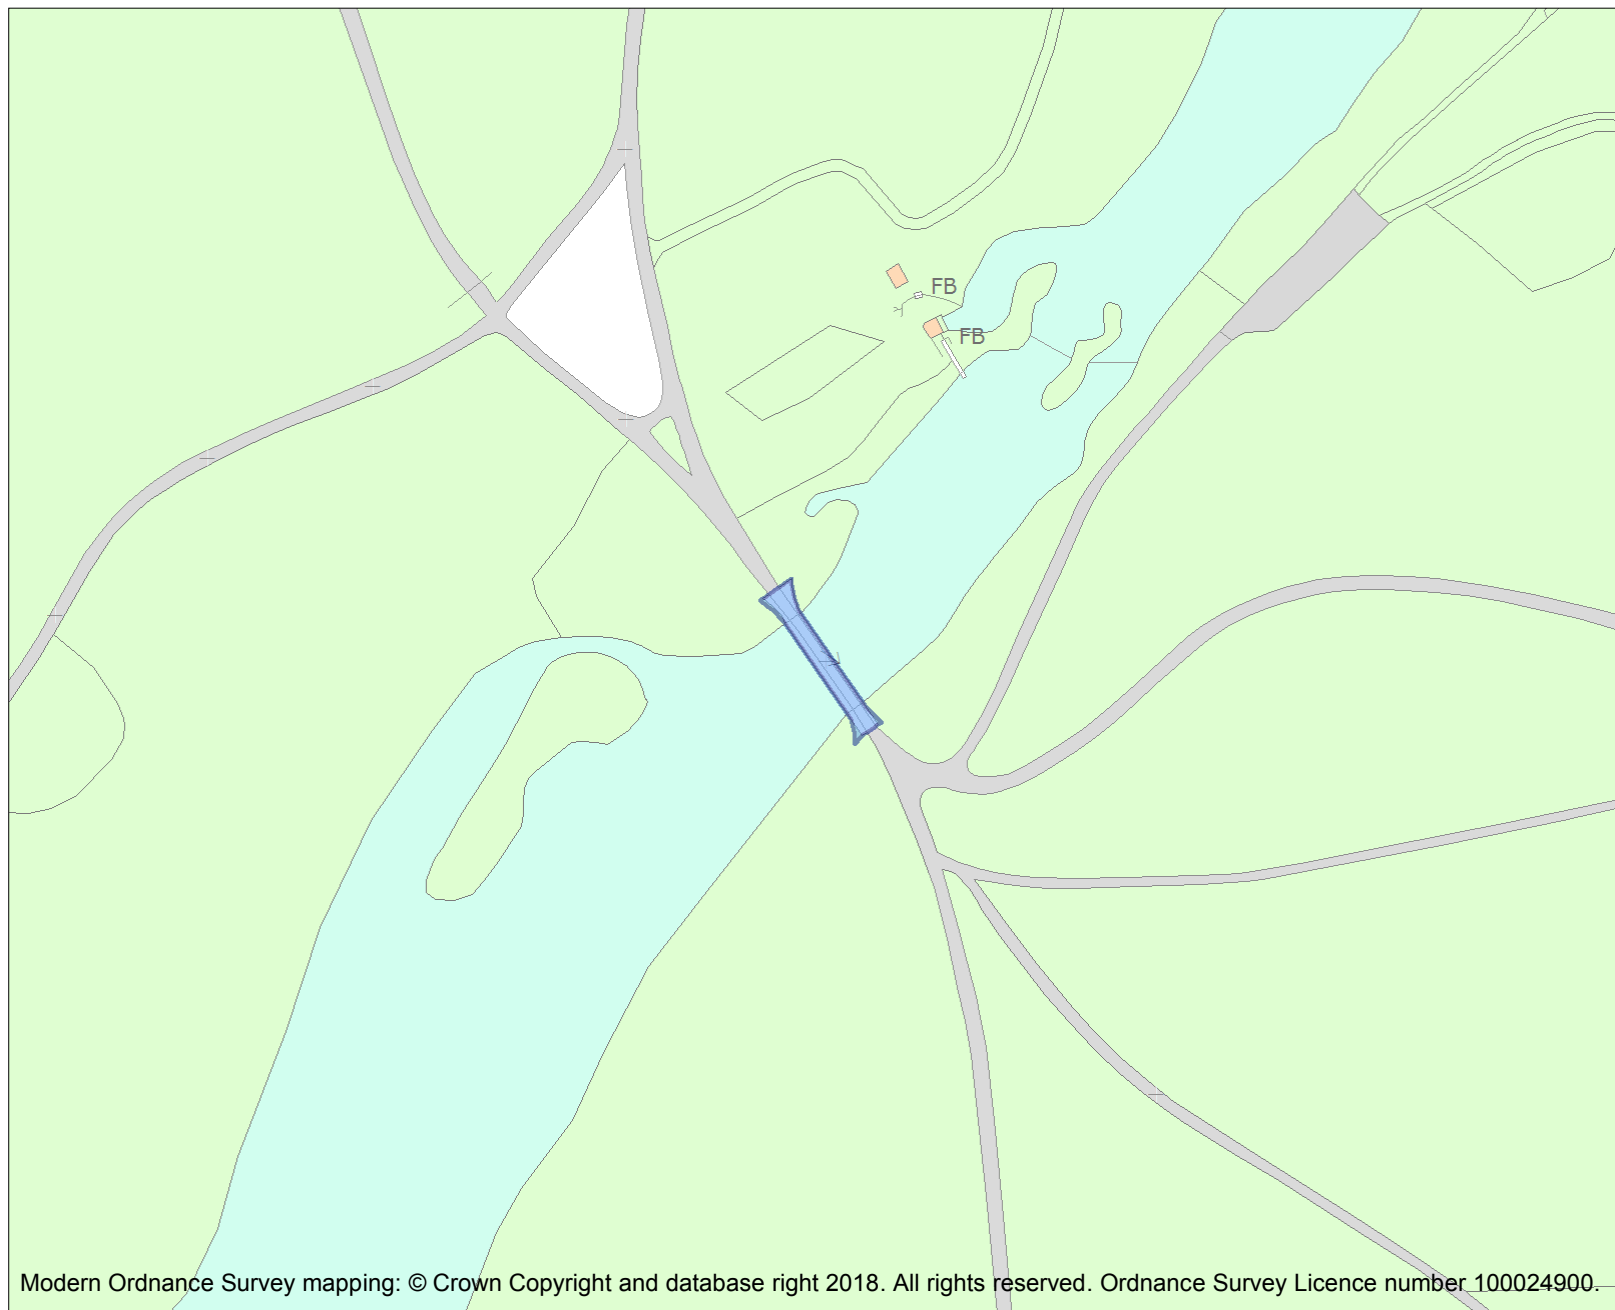 FB
FB
Modern Ordnance Survey mapping: © Crown Copyright and database right 2018. All rights reserved. Ordnance Survey Licence number 100024900.